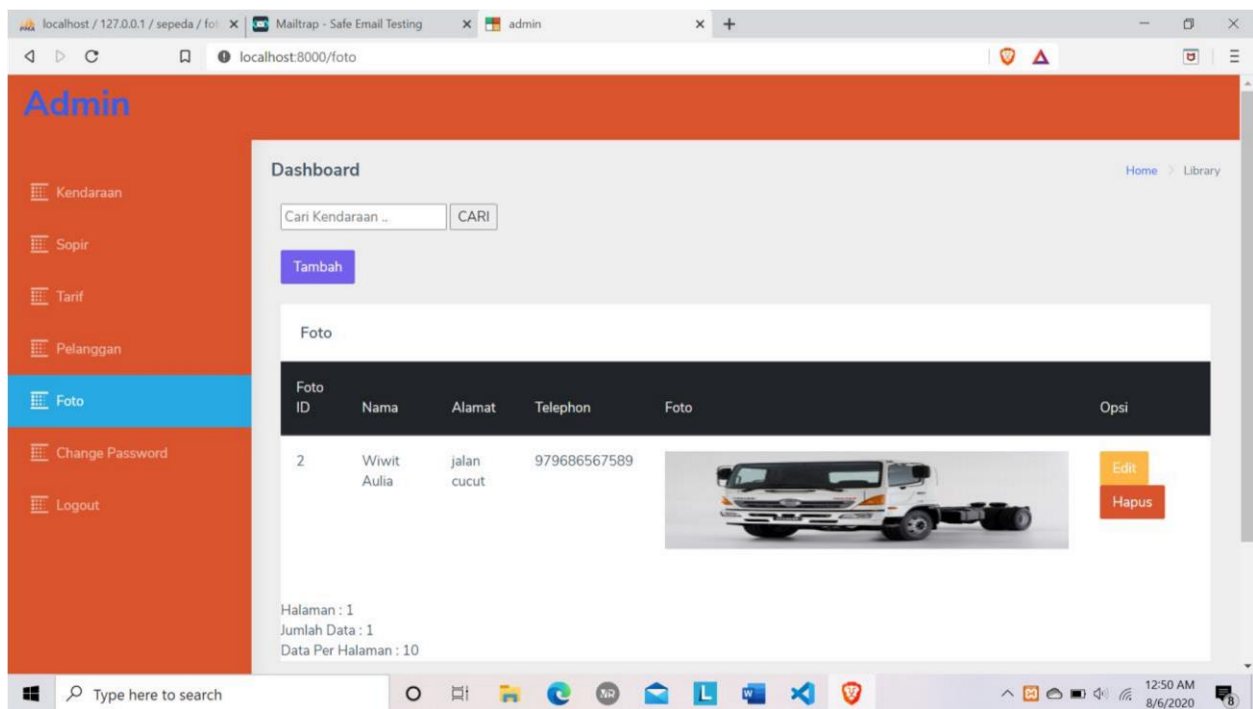 localhost / 127.0.0.1 / sepeda / fot
Mailtrap - Safe Email Testing
admin
localhost:8000/foto
Admin
Dashboard
Home > Library
Kendaraan
Sopir
Tarif
Pelanggan
Foto
Change Password
Logout
Cari Kendaraan ..
CARI
Tambah
Foto
Foto ID Nama Alamat Telephon Foto Opsi
2 Wiwit Aulia jalan cucut 979686567589
Edit
Hapus
Halaman : 1
Jumlah Data : 1
Data Per Halaman : 10
Type here to search
12:50 AM
8/6/2020